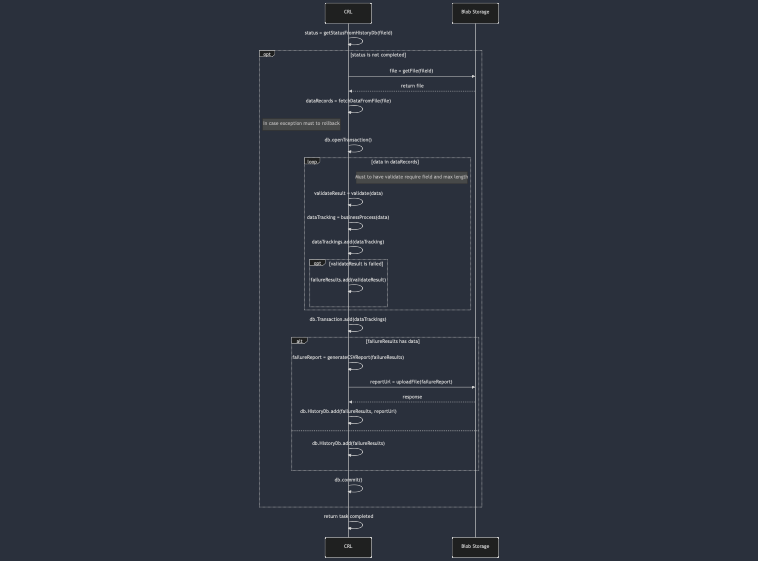 CRL
Blob Storage
status = getStatusFromHistoryDb(fileId)
opt
[status is not completed]
file = getFile(fileId)
return file
dataRecords = fetchDataFromFile(file)
In case exception must to rollback
db.openTransaction()
loop
[data in dataRecords]
Must to have validate require field and max length
validateResult = validate(data)
dataTracking = businessProcess(data)
dataTrackings.add(dataTracking)
opt
[validateResult is failed]
failureResults.add(validateResult)
db.Transaction.add(dataTrackings)
alt
[failureResults has data]
failureReport = generateCSVReport(failureResults)
reportUrl = uploadFile(failureReport)
response
db.HistoryDb.add(failureResults, reportUrl)
db.HistoryDb.add(failureResults)
db.commit()
return task completed
CRL
Blob Storage